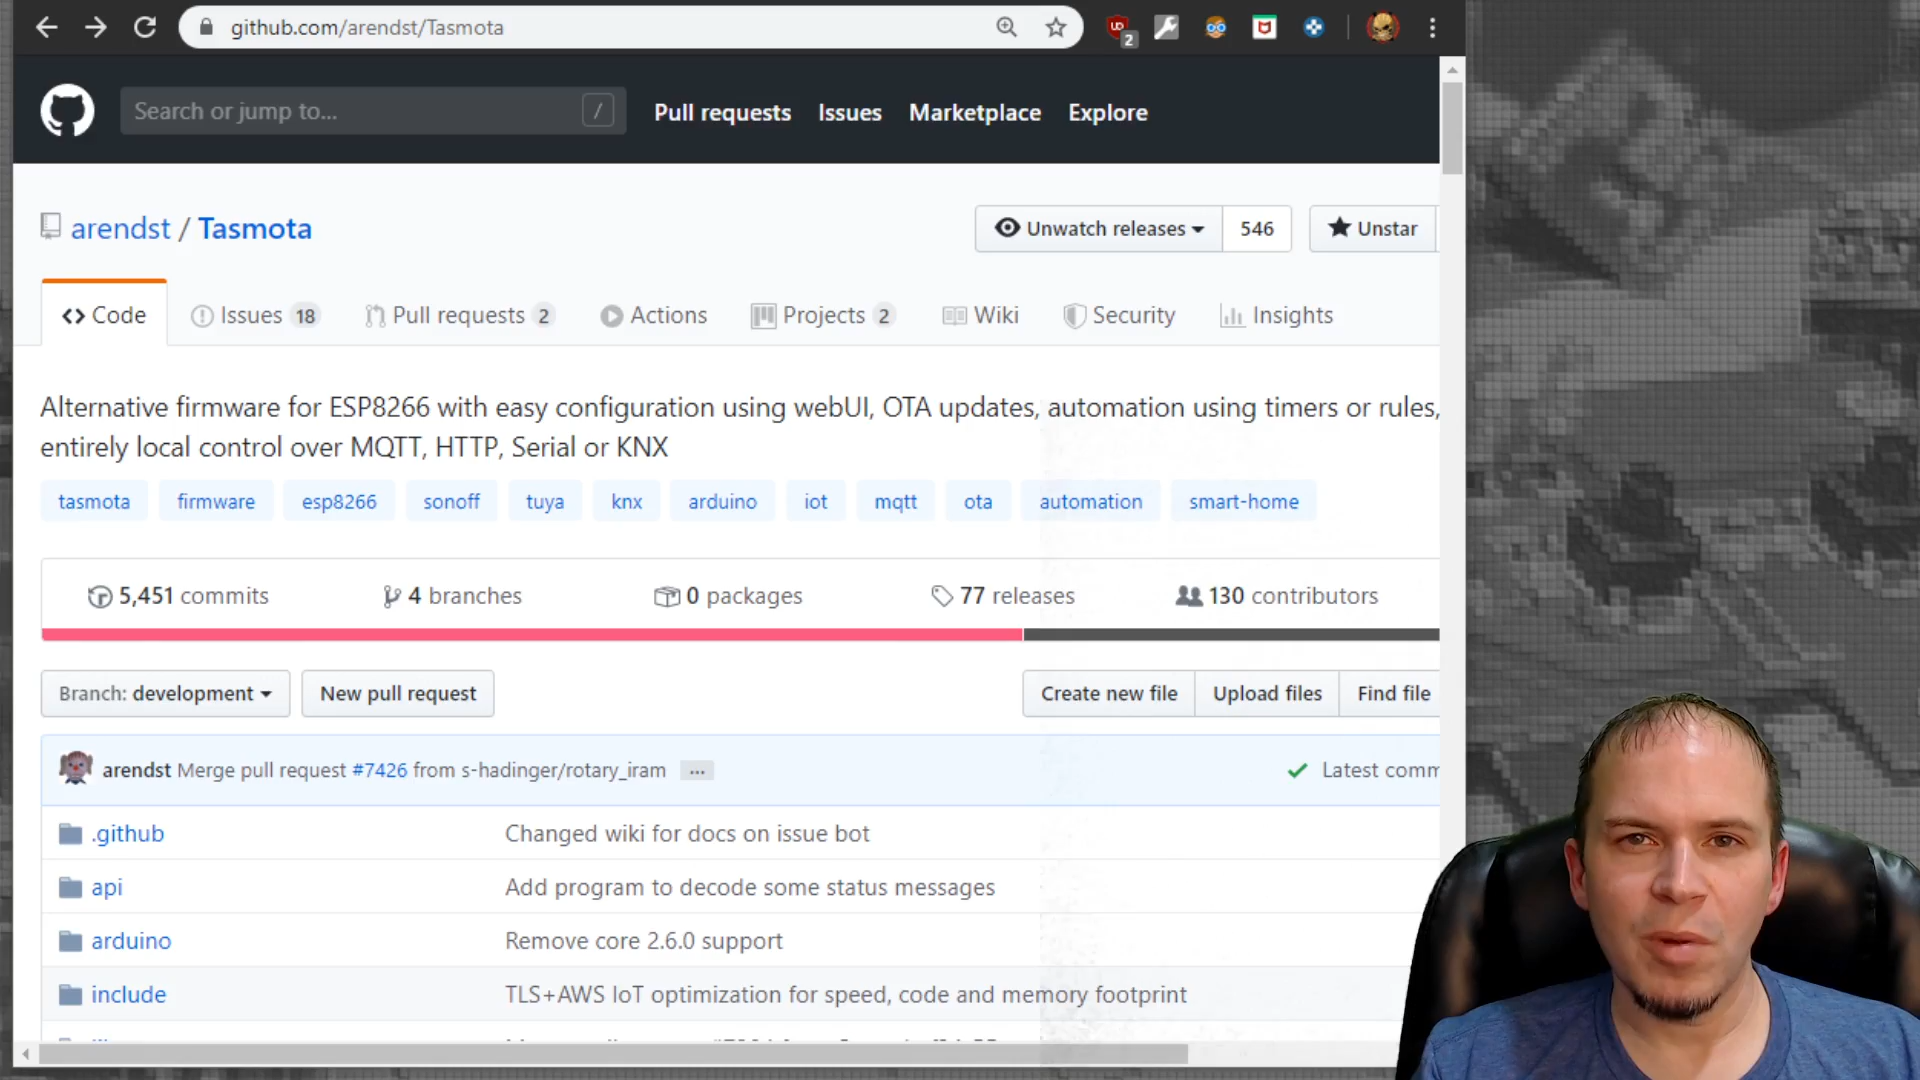 github.com/arendst/Tasmota
UD
2
Search or jump to...
/
Pull requests Issues Marketplace Explore
arendst / Tasmota
Unwatch releases 546
Unstar
Code
Issues 18
Pull requests 2
Actions
Projects 2
Wiki
Security
Insights
Alternative firmware for ESP8266 with easy configuration using webUI, OTA updates, automation using timers or rules,
entirely local control over MQTT, HTTP, Serial or KNX
tasmota firmware esp8266 sonoff tuya knx arduino iot mqtt ota automation smart-home
5,451 commits
4 branches
0 packages
77 releases
130 contributors
Branch: development
New pull request
Create new file
Upload files
Find file
arendst Merge pull request #7426 from s-hadinger/rotary_iram ...
Latest comm
.github Changed wiki for docs on issue bot
api Add program to decode some status messages
arduino Remove core 2.6.0 support
include TLS+AWS IoT optimization for speed, code and memory footprint